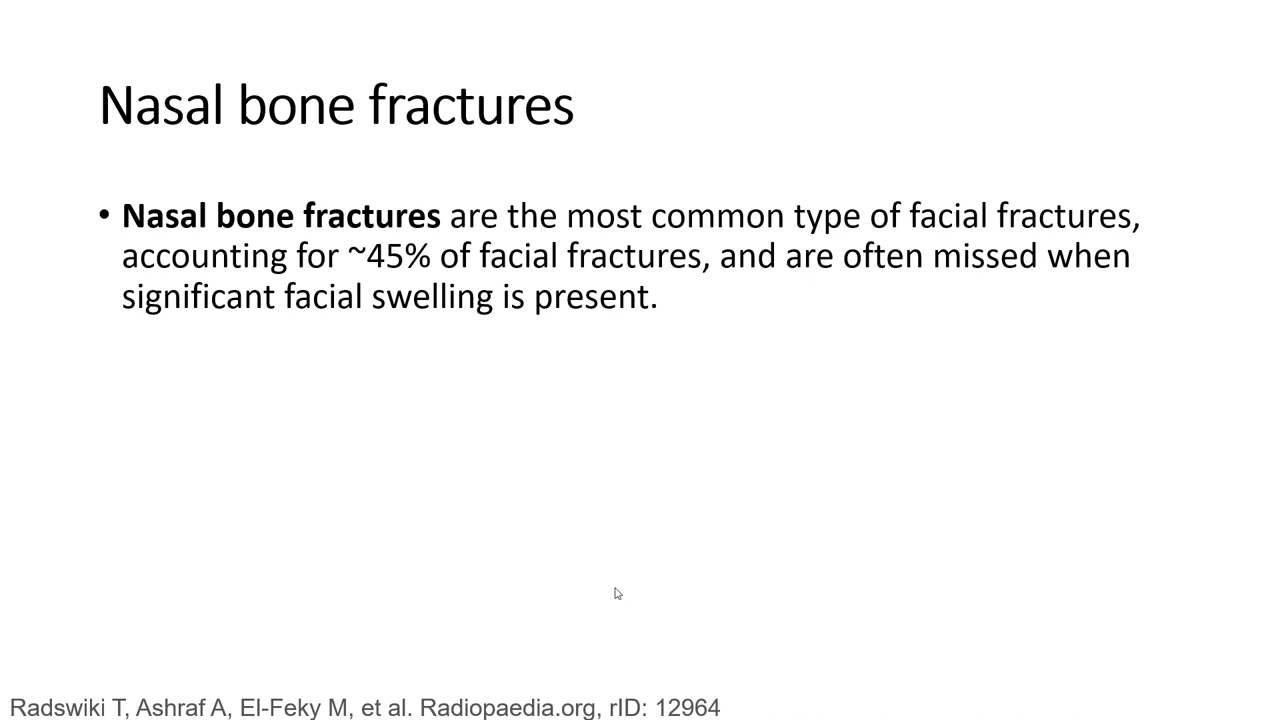 Nasal bone fractures
• Nasal bone fractures are the most common type of facial fractures,
accounting for ~45% of facial fractures, and are often missed when
significant facial swelling is present.
Radswiki T, Ashraf A, El-Feky M, et al. Radiopaedia.org, rID: 12964